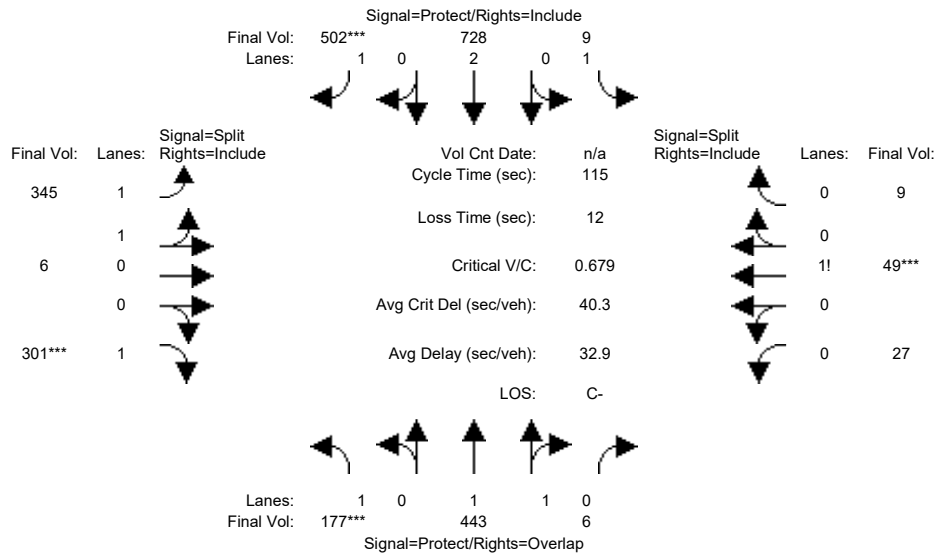 Signal=Protect/Rights=Include
Final Vol: 502*** 728 9
Lanes: 1 0 2 0 1
Signal=Split
Final Vol: Lanes: Rights=Include
Vol Cnt Date: n/a
Signal=Split
Rights=Include Lanes: Final Vol:
Cycle Time (sec): 115
345 1
0 9
Loss Time (sec): 12
1
0
6 0
Critical V/C: 0.679
1! 49***
0
Avg Crit Del (sec/veh): 40.3
0
301*** 1
Avg Delay (sec/veh): 32.9
0 27
LOS: C-
Lanes: 1 0 1 1 0
Final Vol: 177*** 443 6
Signal=Protect/Rights=Overlap